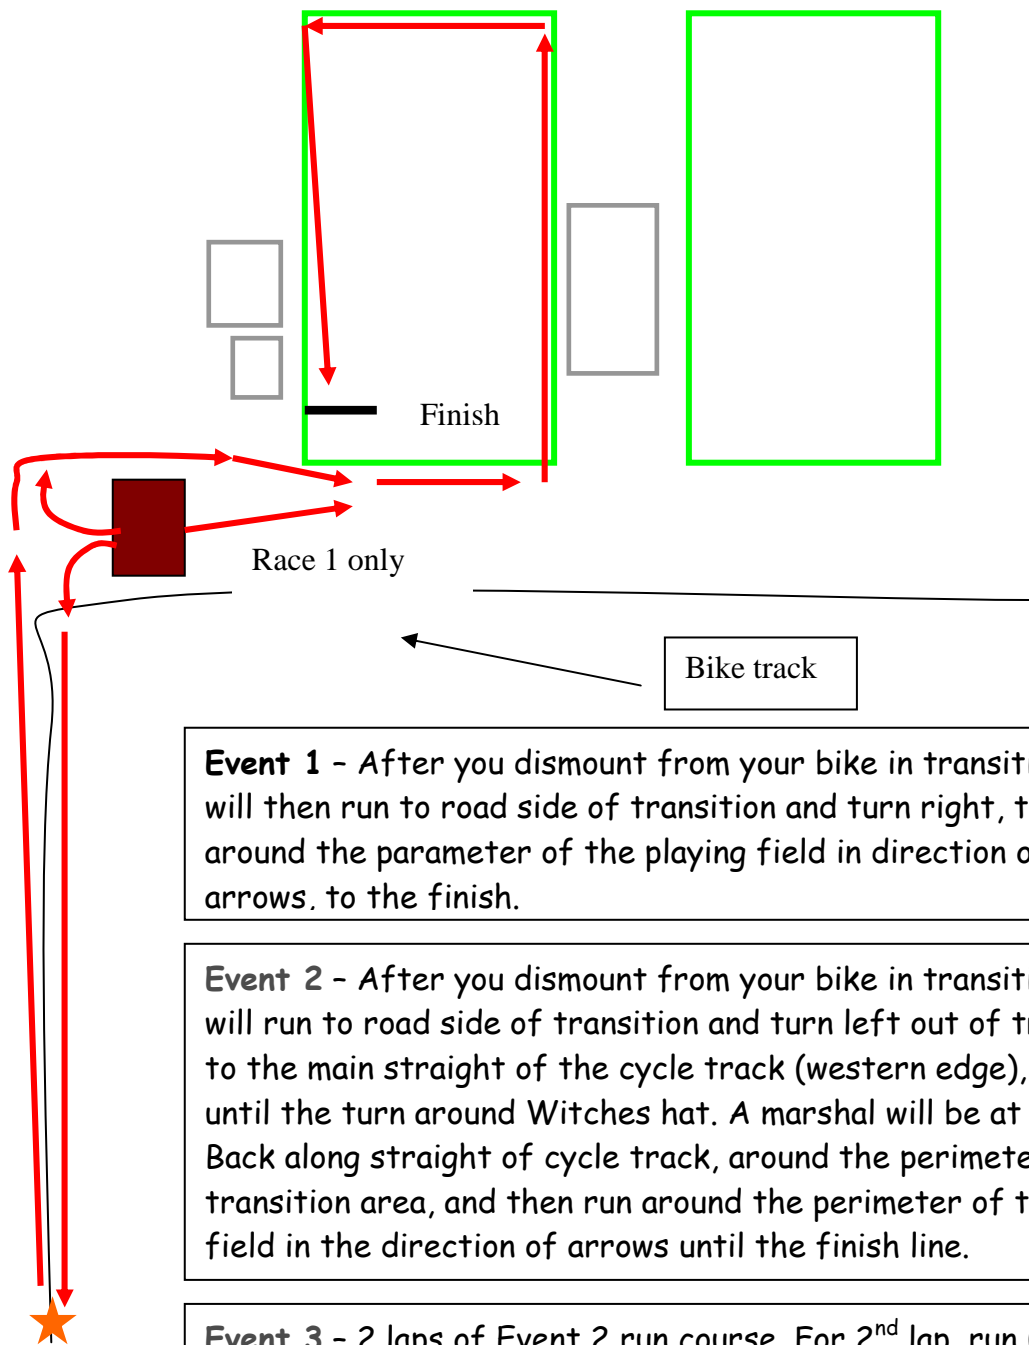 Finish
Race 1 only
Bike track
Event 1 – After you dismount from your bike in transit
will then run to road side of transition and turn right, t
around the parameter of the playing field in direction o
arrows, to the finish.
Event 2 – After you dismount from your bike in transit
will run to road side of transition and turn left out of t
to the main straight of the cycle track (western edge),
until the turn around Witches hat. A marshal will be at
Back along straight of cycle track, around the perimete
transition area, and then run around the perimeter of t
field in the direction of arrows until the finish line.
Event 3 – 2 laps of Event 2 run course. For 2nd lap, run